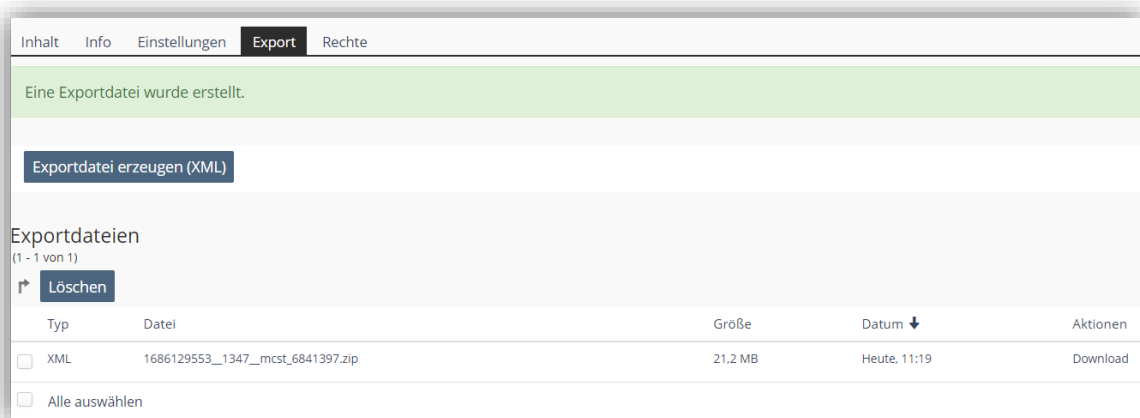 Inhalt Info Einstellungen Export Rechte
Eine Exportdatei wurde erstellt.
Exportdatei erzeugen (XML)
Exportdateien
(1 - 1 von 1)
Löschen
Typ Datei Größe Datum Aktionen
XML 1686129553__1347__mcst_6841397.zip 21,2 MB Heute, 11:19 Download
Alle auswählen